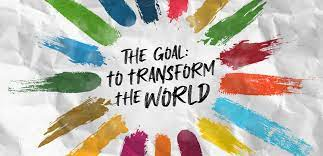 THE GOAL:
TO TRANSFORM
THE WORLD